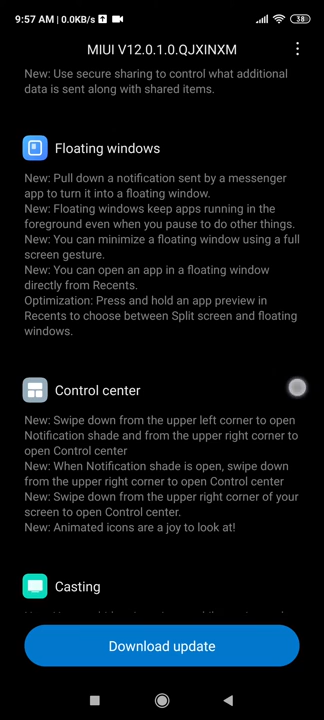 9:57 AM | 0.0KB/s
38
MIUI V12.0.1.0.QJXINXM
New: Use secure sharing to control what additional
data is sent along with shared items.
Floating windows
New: Pull down a notification sent by a messenger
app to turn it into a floating window.
New: Floating windows keep apps running in the
foreground even when you pause to do other things.
New: You can minimize a floating window using a full
screen gesture.
New: You can open an app in a floating window
directly from Recents.
Optimization: Press and hold an app preview in
Recents to choose between Split screen and floating
windows.
Control center
New: Swipe down from the upper left corner to open
Notification shade and from the upper right corner to
open Control center
New: When Notification shade is open, swipe down
from the upper right corner to open Control center
New: Swipe down from the upper right corner of your
screen to open Control center.
New: Animated icons are a joy to look at!
Casting
Download update